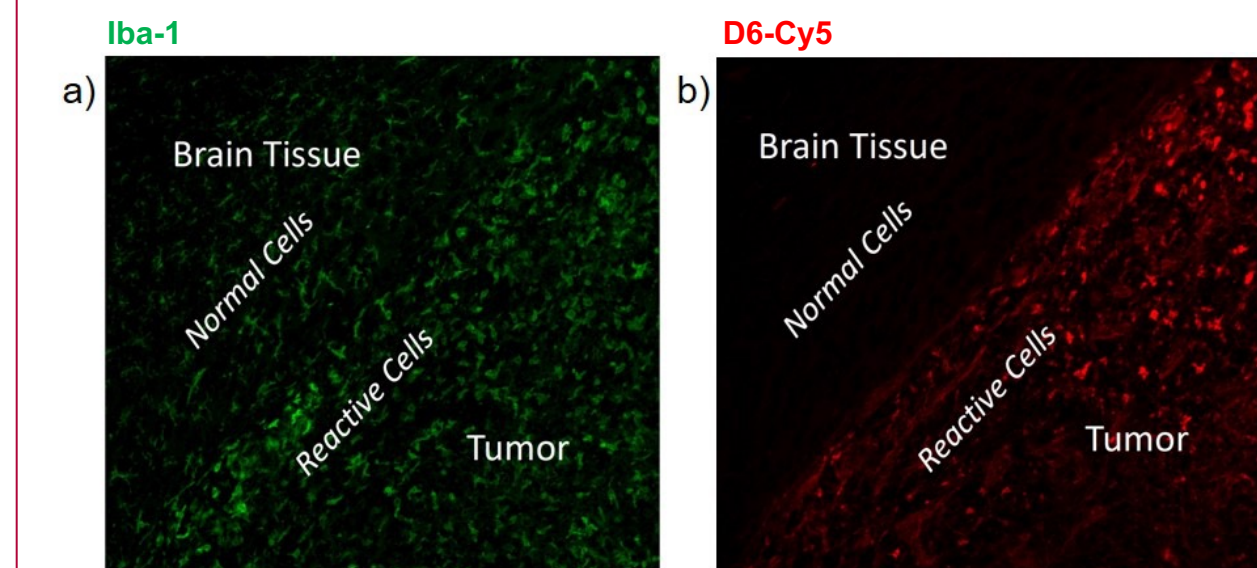 Iba-1
D6-Cy5
a)
b)
Brain Tissue
Normal Cells
Reactive Cells
Tumor
Brain Tissue
Normal Cells
Reactive Cells
Tumor